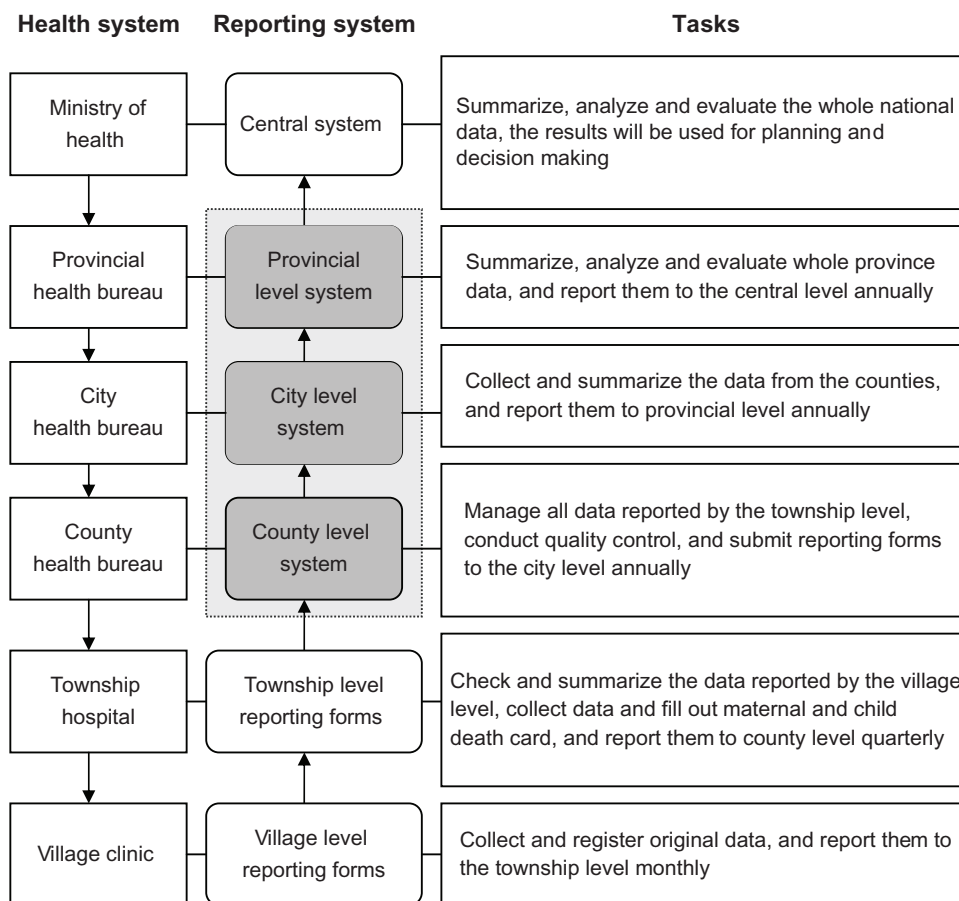 Health system
Reporting system
Tasks
Ministry of
health
Central system
Summarize, analyze and evaluate the whole national
data, the results will be used for planning and
decision making
Provincial
health bureau
Provincial
level system
Summarize, analyze and evaluate whole province
data, and report them to the central level annually
City
health bureau
City level
system
Collect and summarize the data from the counties,
and report them to provincial level annually
County
health bureau
County level
system
Manage all data reported by the township level,
conduct quality control, and submit reporting forms
to the city level annually
Township
hospital
Township level
reporting forms
Check and summarize the data reported by the village
level, collect data and fill out maternal and child
death card, and report them to county level quarterly
Village clinic
Village level
reporting forms
Collect and register original data, and report them to
the township level monthly